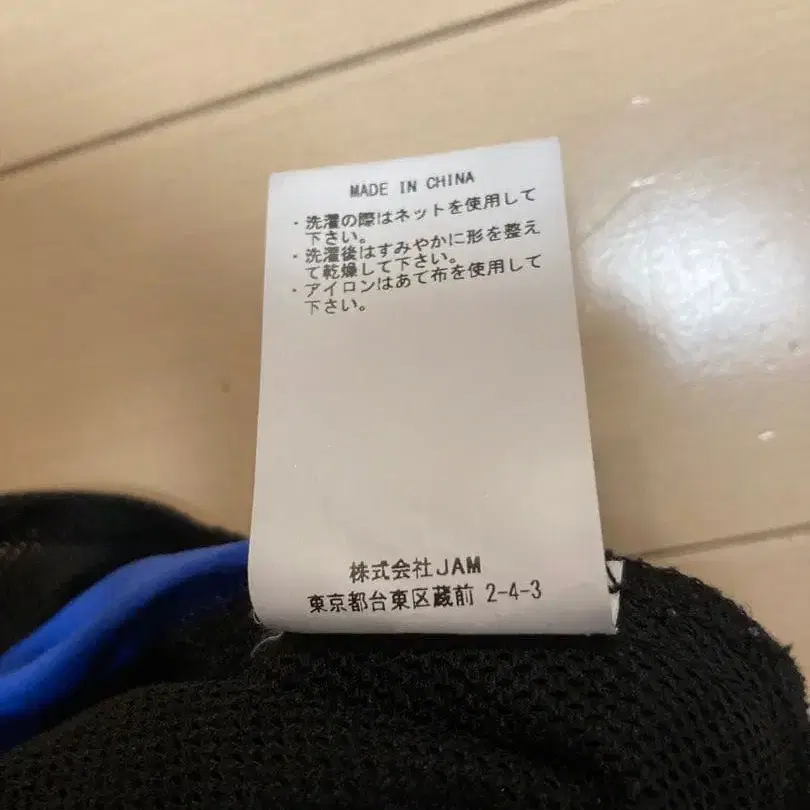 MADE IN CHINA
・洗濯の際はネットを使用して
下さい。
・洗濯後はすみやかに形を整え
て乾燥して下さい。
・アイロンはあて布を使用して
下さい。
株式会社JAM
東京都台東区蔵前 2-4-3